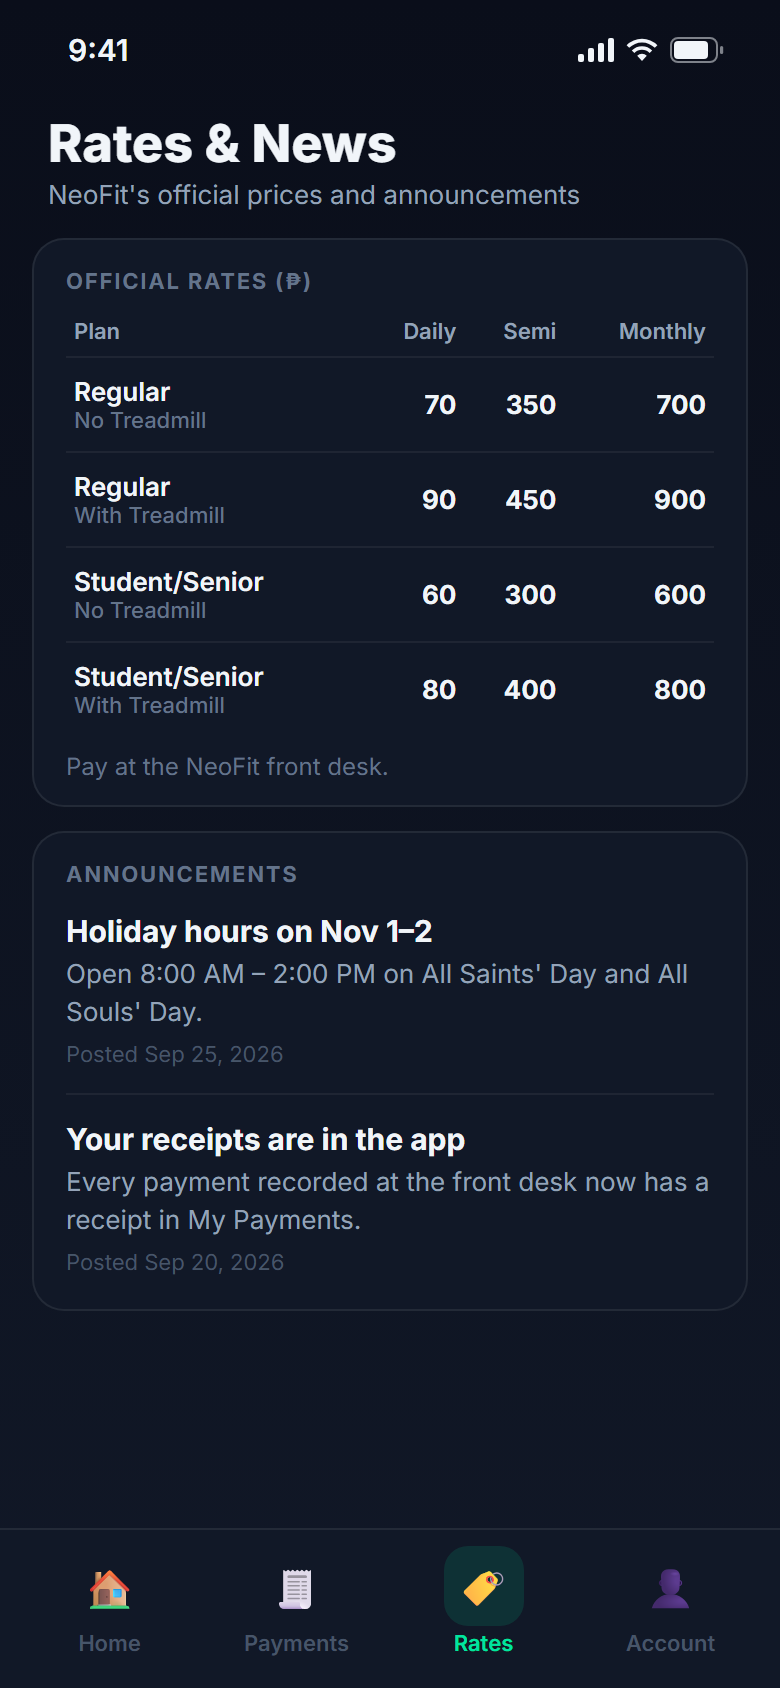 9:41
Rates & News
NeoFit's official prices and announcements
OFFICIAL RATES (₱)
Plan Daily Semi Monthly
Regular
No Treadmill
70 350 700
Regular
With Treadmill
90 450 900
Student/Senior
No Treadmill
60 300 600
Student/Senior
With Treadmill
80 400 800
Pay at the NeoFit front desk.
ANNOUNCEMENTS
Holiday hours on Nov 1–2
Open 8:00 AM – 2:00 PM on All Saints' Day and All
Souls' Day.
Posted Sep 25, 2026
Your receipts are in the app
Every payment recorded at the front desk now has a
receipt in My Payments.
Posted Sep 20, 2026
Home Payments Rates Account